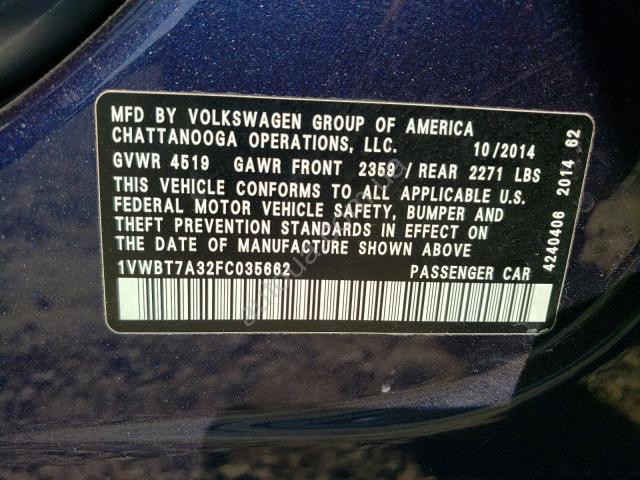 MFD BY VOLKSWAGEN GROUP OF AMERICA
CHATTANOOGA OPERATIONS, LLC. 10/2014
GVWR 4519 GAWR FRONT 2359 / REAR 2271 LBS
THIS VEHICLE CONFORMS TO ALL APPLICABLE U.S.
FEDERAL MOTOR VEHICLE SAFETY, BUMPER AND
THEFT PREVENTION STANDARDS IN EFFECT ON
THE DATE OF MANUFACTURE SHOWN ABOVE
1VWBT7A32FC035662 PASSENGER CAR
4240406 2014 62